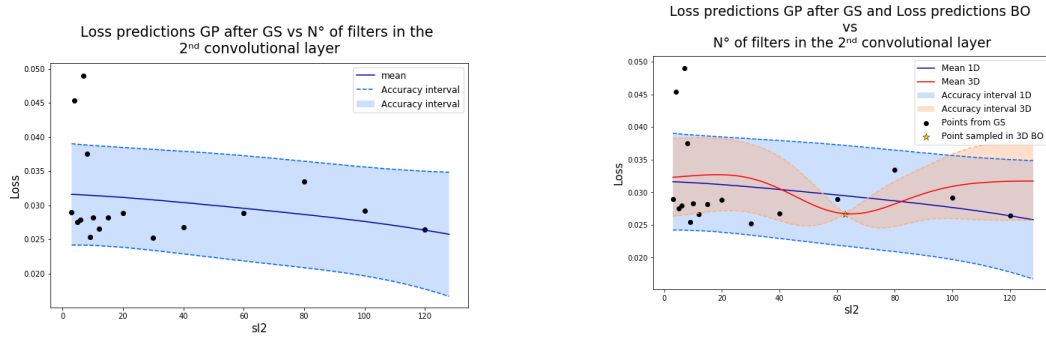 Loss predictions GP after GS vs N° of filters in the
2ⁿᵈ convolutional layer
0.050
0.045
0.040
0.035
0.030
0.025
0.020
Loss
0
20
40
60
80
100
120
sl2
mean
Accuracy interval
Accuracy interval
Loss predictions GP after GS and Loss predictions BO
vs
N° of filters in the 2ⁿᵈ convolutional layer
0.050
0.045
0.040
0.035
0.030
0.025
0.020
Loss
0
20
40
60
80
100
120
sl2
Mean 1D
Mean 3D
Accuracy interval 1D
Accuracy interval 3D
Points from GS
Point sampled in 3D BO